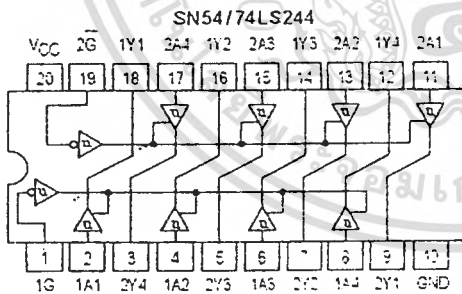 SN54/74LS244
VCC 2G 1Y1 2A4 1Y2 2A3 1Y3 2A2 1Y4 2A1
20 19 18 17 16 15 14 13 12 11
1 2 3 4 5 6 7 8 9 10
1G 1A1 2Y4 1A2 2Y3 1A3 2Y2 1A4 2Y1 GND